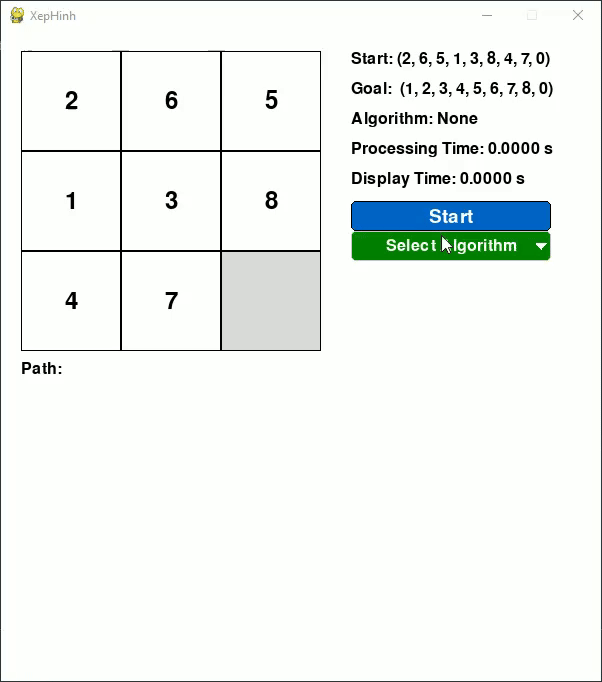 XepHinh
2 6 5
1 3 8
4 7
Path:
Start: (2, 6, 5, 1, 3, 8, 4, 7, 0)
Goal: (1, 2, 3, 4, 5, 6, 7, 8, 0)
Algorithm: None
Processing Time: 0.0000 s
Display Time: 0.0000 s
Start
Select Algorithm